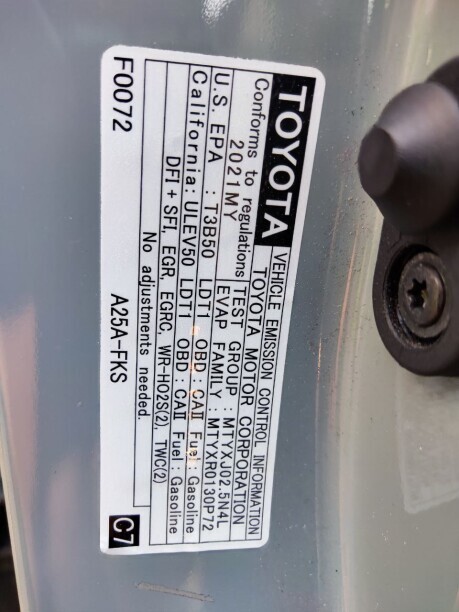 TOYOTA VEHICLE EMISSION CONTROL INFORMATION
TOYOTA MOTOR CORPORATION
Conforms to regulations TEST GROUP : MTYXJ02.5N4L
2021MY EVAP FAMILY : MTYXR0130P72
U.S. EPA : T3B50 LDT1 OBD : CAII Fuel : Gasoline
California : ULEV50 LDT1 OBD : CAII Fuel : Gasoline
DFI + SFI, EGR, EGRC, WR-HO2S(2), TWC(2)
No adjustments needed.
F0072 A25A-FKS C7